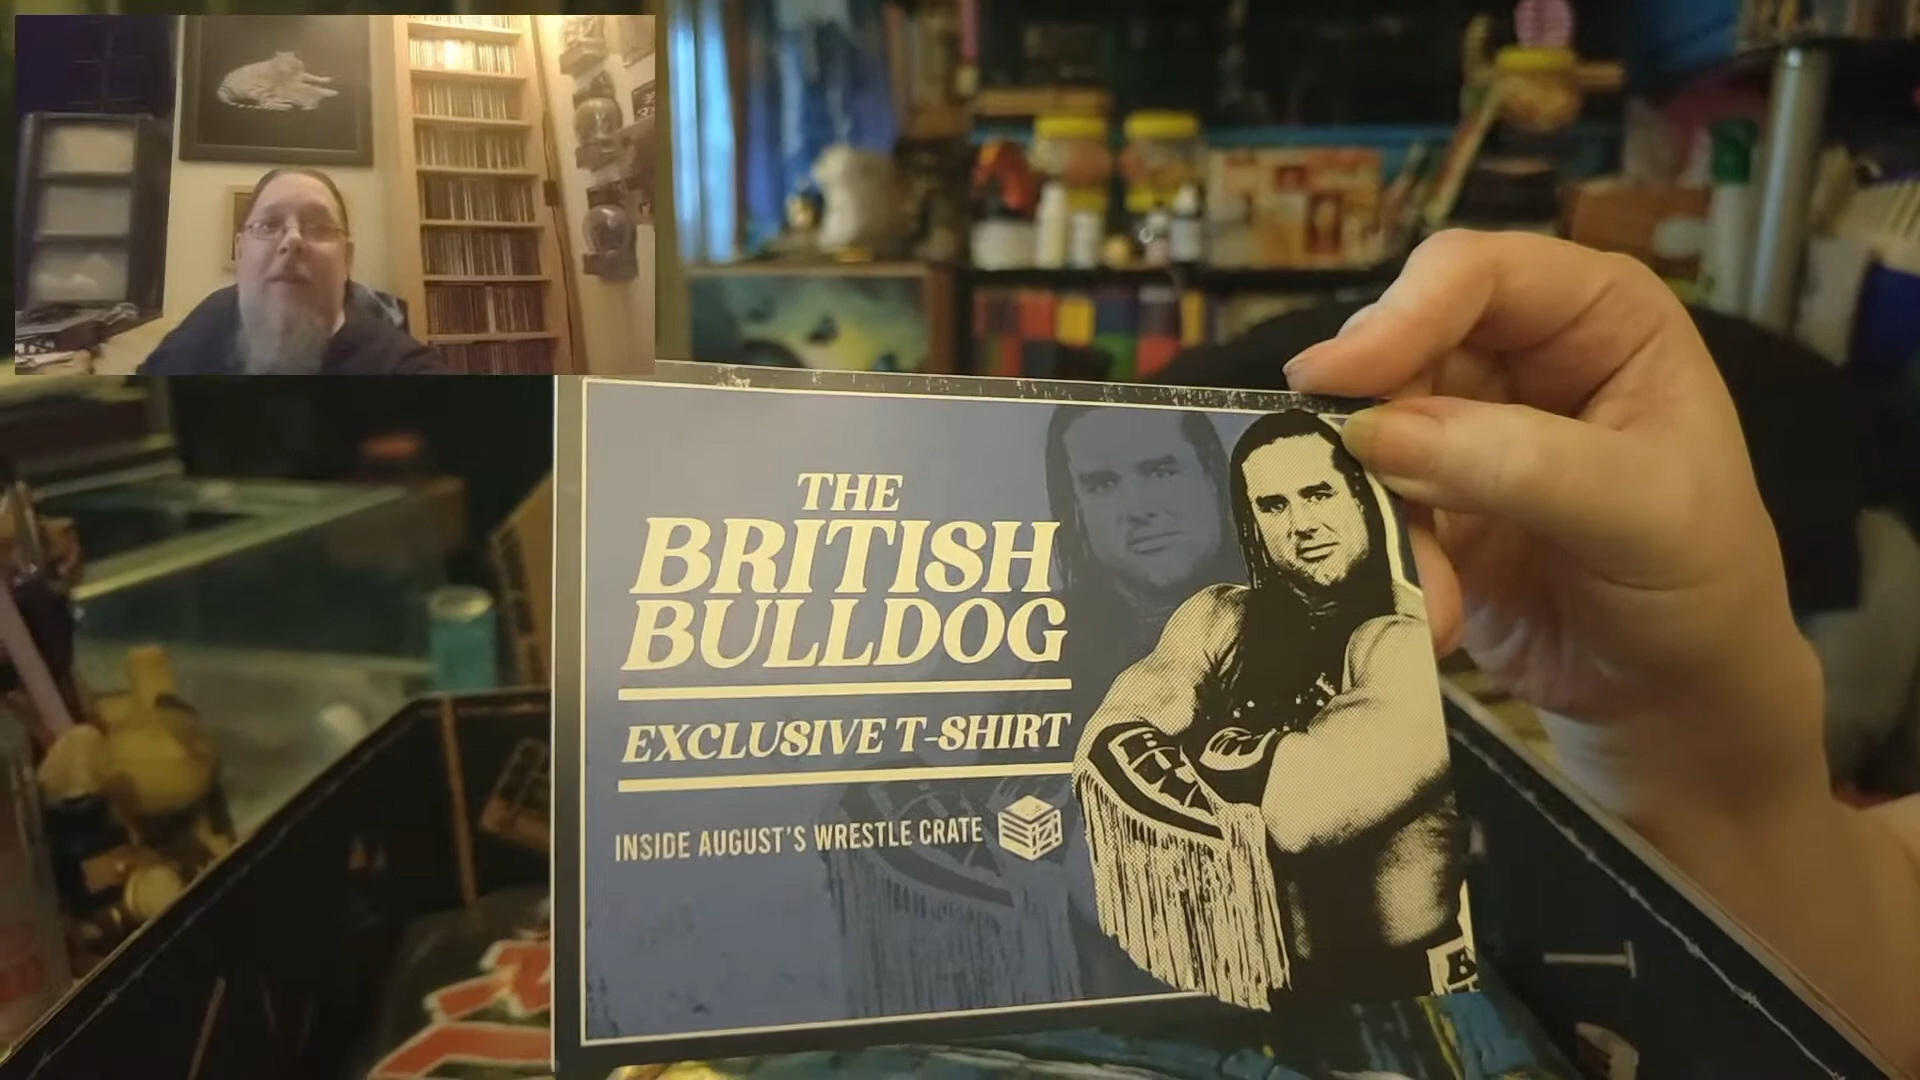 THE
BRITISH
BULLDOG
EXCLUSIVE T-SHIRT
INSIDE AUGUST'S WRESTLE CRATE